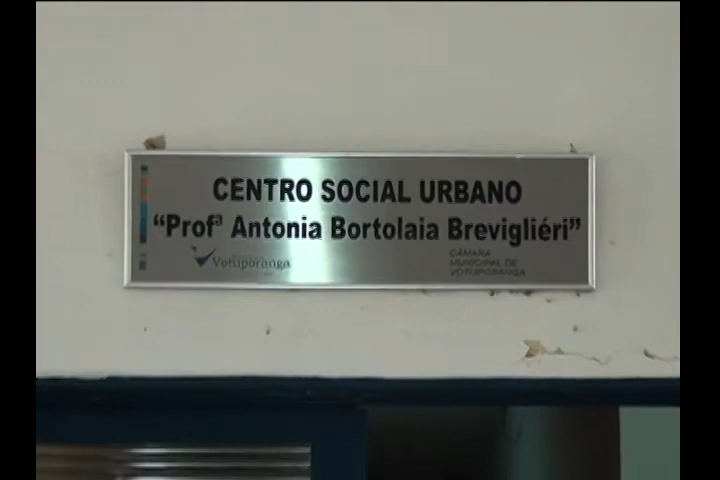 CENTRO SOCIAL URBANO
“Profª Antonia Bortolaia Brevigliéri”
Votuporanga
CÂMARA
MUNICIPAL DE
VOTUPORANGA